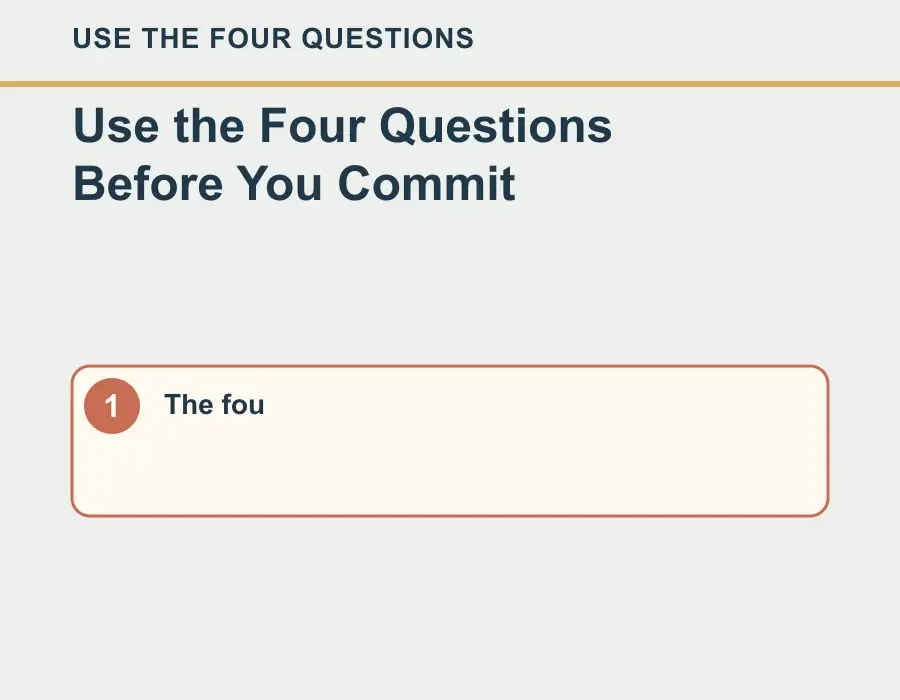 USE THE FOUR QUESTIONS
Use the Four Questions
Before You Commit
1 The fou